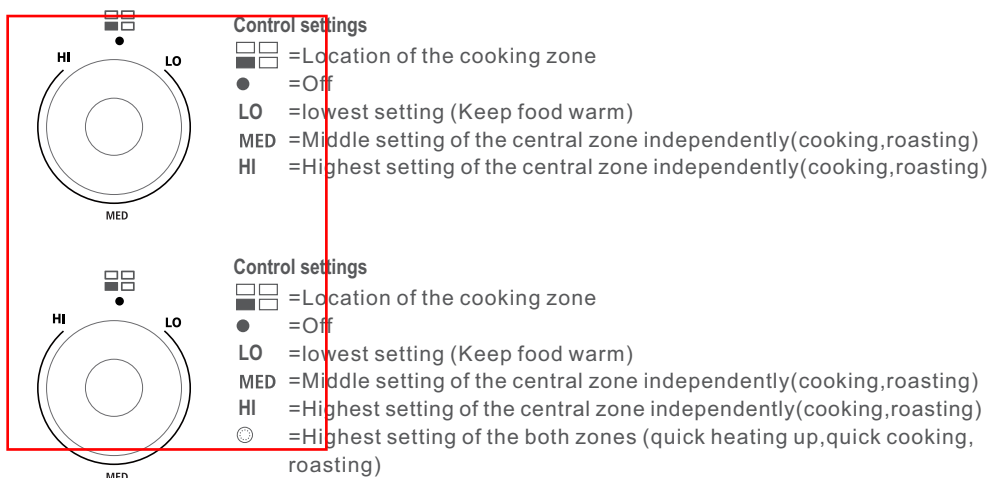 Control settings
HI
LO
=Location of the cooking zone
● =Off
LO =lowest setting (Keep food warm)
MED =Middle setting of the central zone independently(cooking,roasting)
HI =Highest setting of the central zone independently(cooking,roasting)
MED
Control settings
=Location of the cooking zone
● =Off
HI
LO
LO =lowest setting (Keep food warm)
MED =Middle setting of the central zone independently(cooking,roasting)
HI =Highest setting of the central zone independently(cooking,roasting)
=Highest setting of the both zones (quick heating up,quick cooking,
roasting)
MED